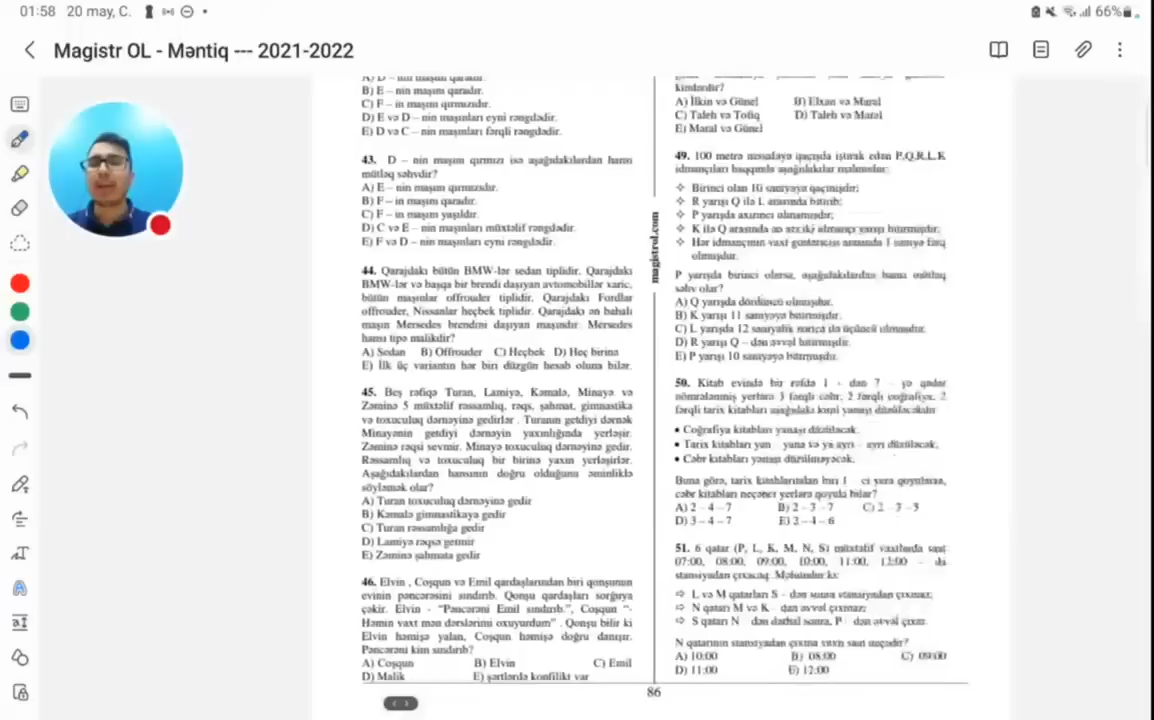 01:58 20 may, C.
66%
Magistr OL - Məntiq --- 2021-2022
B) E – nin maşını qaradır.
C) F – in maşını qırmızıdır.
D) E və D – nin maşınları eyni rəngdədir.
E) D və C – nin maşınları fərqli rəngdədir.
43. D – nin maşını qırmızı isə aşağıdakılardan hansı
mütləq səhvdir?
A) E – nin maşını qırmızıdır.
B) F – in maşını qaradır.
C) F – in maşını yaşıldır.
D) C və E – nin maşınları müxtəlif rəngdədir.
E) F və D – nin maşınları eyni rəngdədir.
44. Qarajdakı bütün BMW-lər sedan tiplidir. Qarajdakı
BMW-lər və başqa bir brendi daşıyan avtomobillər xaric,
bütün maşınlar offrouder tiplidir. Qarajdakı Fordlar
offrouder, Nissanlar heçbek tiplidir. Qarajdakı ən bahalı
maşın Mersedes brendini daşıyan maşındır. Mersedes
hansı tipə malikdir?
A) Sedan B) Offrouder C) Heçbek D) Heç birinə
E) İlk üç variantın hər biri düzgün hesab oluna bilər.
45. Beş rəfiqə Turan, Lamiyə, Kəmalə, Minayə və
Zəminə 5 müxtəlif rəssamlıq, rəqs, şahmat, gimnastika
və toxuculuq dərnəyinə gedirlər. Turanın getdiyi dərnək
Minayənin getdiyi dərnəyin yaxınlığında yerləşir.
Zəminə rəqsi sevmir. Minayə toxuculuq dərnəyinə gedir.
Rəssamlıq və toxuculuq bir birinə yaxın yerləşirlər.
Aşağıdakılardan hansının doğru olduğunu əminliklə
söyləmək olar?
A) Turan toxuculuq dərnəyinə gedir
B) Kəmalə gimnastikaya gedir
C) Turan rəssamlığa gedir
D) Lamiyə rəqsə getmir
E) Zəminə şahmata gedir
46. Elvin , Coşqun və Emil qardaşlarından biri qonşunun
evinin pəncərəsini sındırıb. Qonşu qardaşları sorğuya
çəkir. Elvin - “Pəncərəni Emil sındırıb.”, Coşqun “-
Həmin vaxt mən dərslərimi oxuyurdum” . Qonşu bilir ki
Elvin həmişə yalan, Coşqun həmişə doğru danışır.
Pəncərəni kim sındırıb?
A) Coşqun B) Elvin C) Emil
D) Malik E) şərtlərdə konfilikt var
magistrol.com
kimlərdir?
A) İlkin və Günel B) Elxan və Maral
C) Taleh və Tofiq D) Taleh və Maral
E) Maral və Günel
49. 100 metrə məsafəyə qaçışda iştirak edən P,Q,R,L,K
idmançıları haqqında aşağıdakılar məlumdur:
❖ Birinci olan 10 saniyəyə qaçmışdır;
❖ R yarışı Q ilə L arasında bitirib;
❖ P yarışda axırıncı olmamışdır;
❖ K ilə Q arasında ən azı iki idmançı yarışı bitirmişdir;
❖ Hər idmançının vaxt göstəricisi arasında 1 saniyə fərq
olmuşdur.
P yarışda birinci olarsa, aşağıdakılardan hansı mütləq
səhv olar?
A) Q yarışda dördüncü olmuşdur.
B) K yarışı 11 saniyəyə bitirmişdir.
C) L yarışda 12 saniyəlik nəticə ilə üçüncü olmuşdur.
D) R yarışı Q – dən əvvəl bitirmişdir.
E) P yarışı 10 saniyəyə bitirmişdir.
50. Kitab evində bir rəfdə 1 - dən 7 - yə qədər
nömrələnmiş yerlərə 3 fərqli cəbr, 2 fərqli coğrafiya, 2
fərqli tarix kitabları aşağıdakı kimi yanaşı düzüləcəkdir
• Coğrafiya kitabları yanaşı düzüləcək.
• Tarix kitabları yan yana və ya ayrı - ayrı düzüləcək.
• Cəbr kitabları yanaşı düzülməyəcək.
Buna görə, tarix kitablarından biri 1 ci yerə qoyularsa,
cəbr kitabları neçənci yerlərə qoyula bilər?
A) 2 – 4 – 7 B) 2 – 3 – 7 C) 2 – 3 – 5
D) 3 – 4 – 7 E) 2 – 4 – 6
51. 6 qatar (P, L, K, M, N, S) müxtəlif vaxtlarda saat
07:00, 08:00, 09:00, 10:00, 11:00, 12:00 - da
stansiyadan çıxacaq. Məlumdur ki:
⇨ L və M qatarları S - dən sonra stansiyadan çıxmır;
⇨ N qatarı M və K dan əvvəl çıxmır;
⇨ S qatarı N dən dərhal sonra, P dən əvvəl çıxır.
N qatarının stansiyadan çıxma vaxtı saat neçədir?
A) 10:00 B) 08:00 C) 09:00
D) 11:00 E) 12:00
86